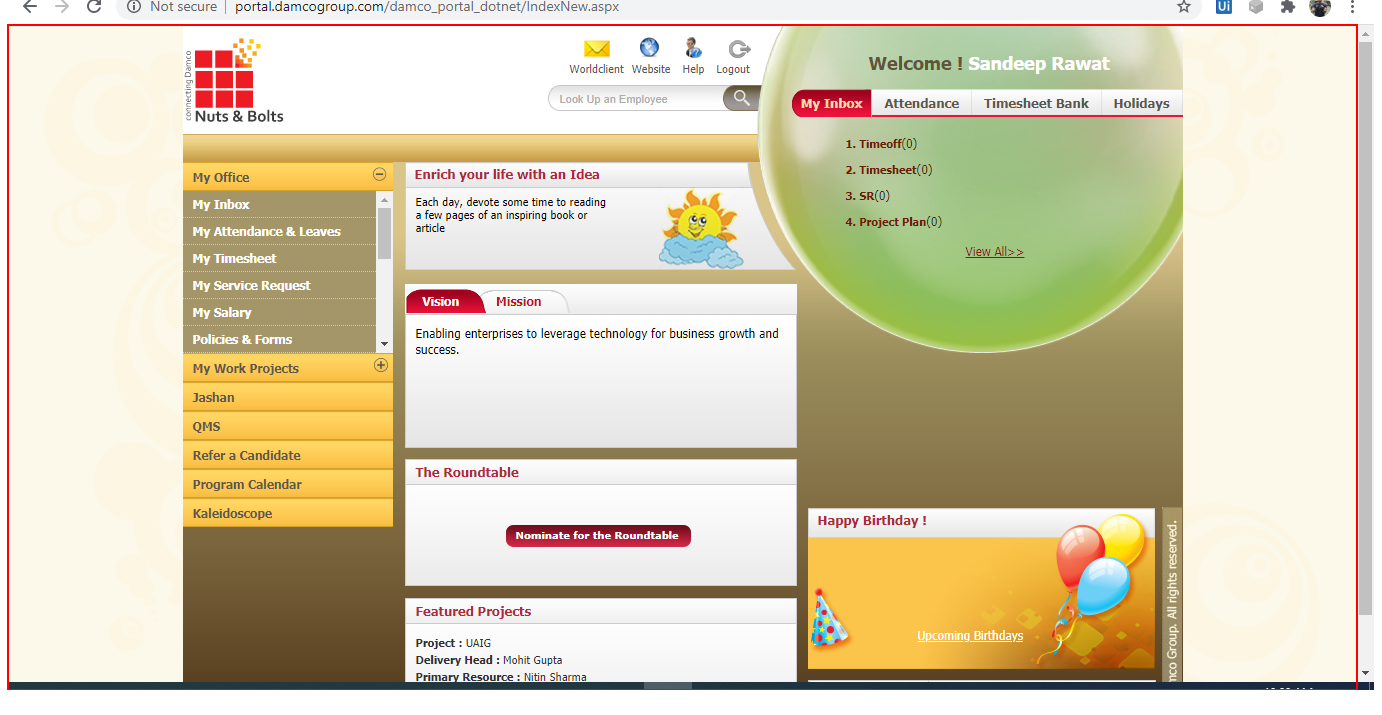 Not secure | portal.damcogroup.com/damco_portal_dotnet/IndexNew.aspx
Ui
connecting Damco
Nuts & Bolts
Worldclient Website Help Logout
Look Up an Employee
Welcome ! Sandeep Rawat
My Inbox Attendance Timesheet Bank Holidays
1. Timeoff(0)
2. Timesheet(0)
3. SR(0)
4. Project Plan(0)
View All>>
My Office
My Inbox
My Attendance & Leaves
My Timesheet
My Service Request
My Salary
Policies & Forms
My Work Projects
Jashan
QMS
Refer a Candidate
Program Calendar
Kaleidoscope
Enrich your life with an Idea
Each day, devote some time to reading
a few pages of an inspiring book or
article
Vision Mission
Enabling enterprises to leverage technology for business growth and
success.
The Roundtable
Nominate for the Roundtable
Featured Projects
Project : UAIG
Delivery Head : Mohit Gupta
Primary Resource : Nitin Sharma
Happy Birthday !
Upcoming Birthdays
Group. All rights reserved.